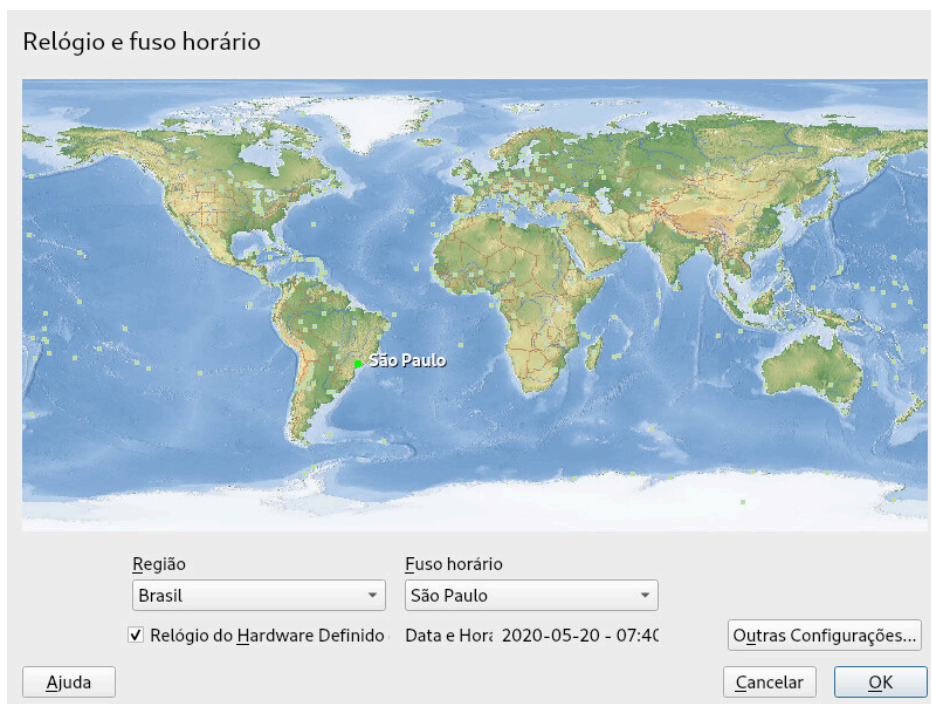 Relógio e fuso horário
São Paulo
Região
Fuso horário
Brasil
São Paulo
Relógio do Hardware Definido
Data e Hora 2020-05-20 - 07:40
Outras Configurações...
Ajuda
Cancelar
OK